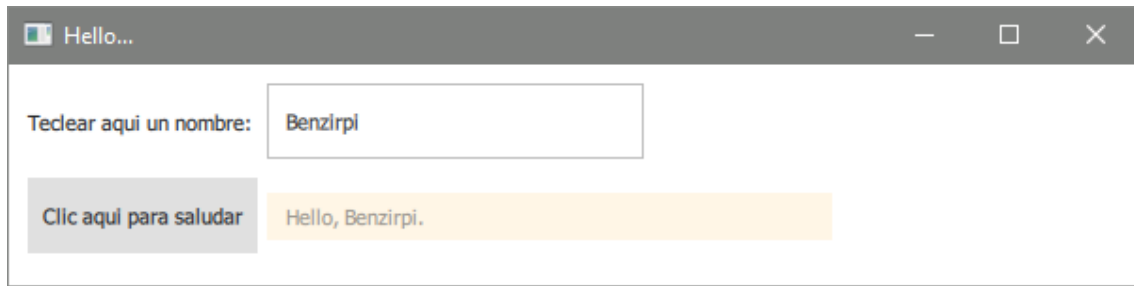 Hello...
Teclear aqui un nombre: Benzirpi
Clic aqui para saludar Hello, Benzirpi.